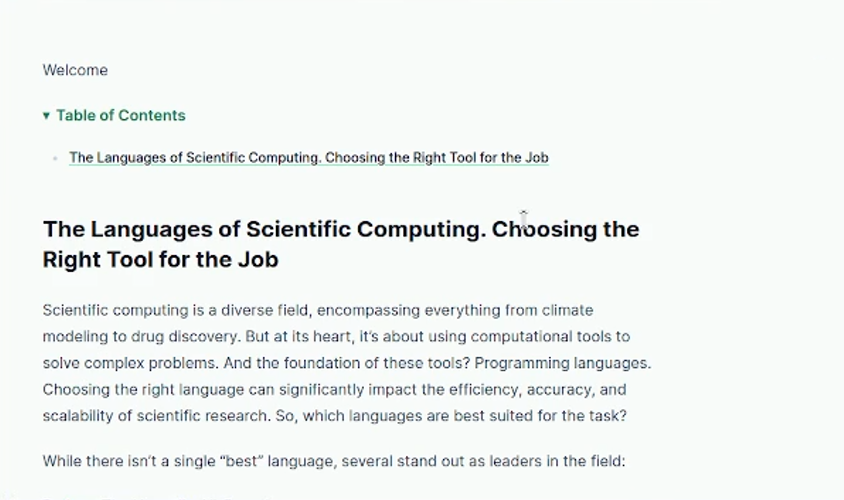 Welcome
▾ Table of Contents
The Languages of Scientific Computing. Choosing the Right Tool for the Job
The Languages of Scientific Computing. Choosing the
Right Tool for the Job
Scientific computing is a diverse field, encompassing everything from climate
modeling to drug discovery. But at its heart, it’s about using computational tools to
solve complex problems. And the foundation of these tools? Programming languages.
Choosing the right language can significantly impact the efficiency, accuracy, and
scalability of scientific research. So, which languages are best suited for the task?
While there isn’t a single “best” language, several stand out as leaders in the field: